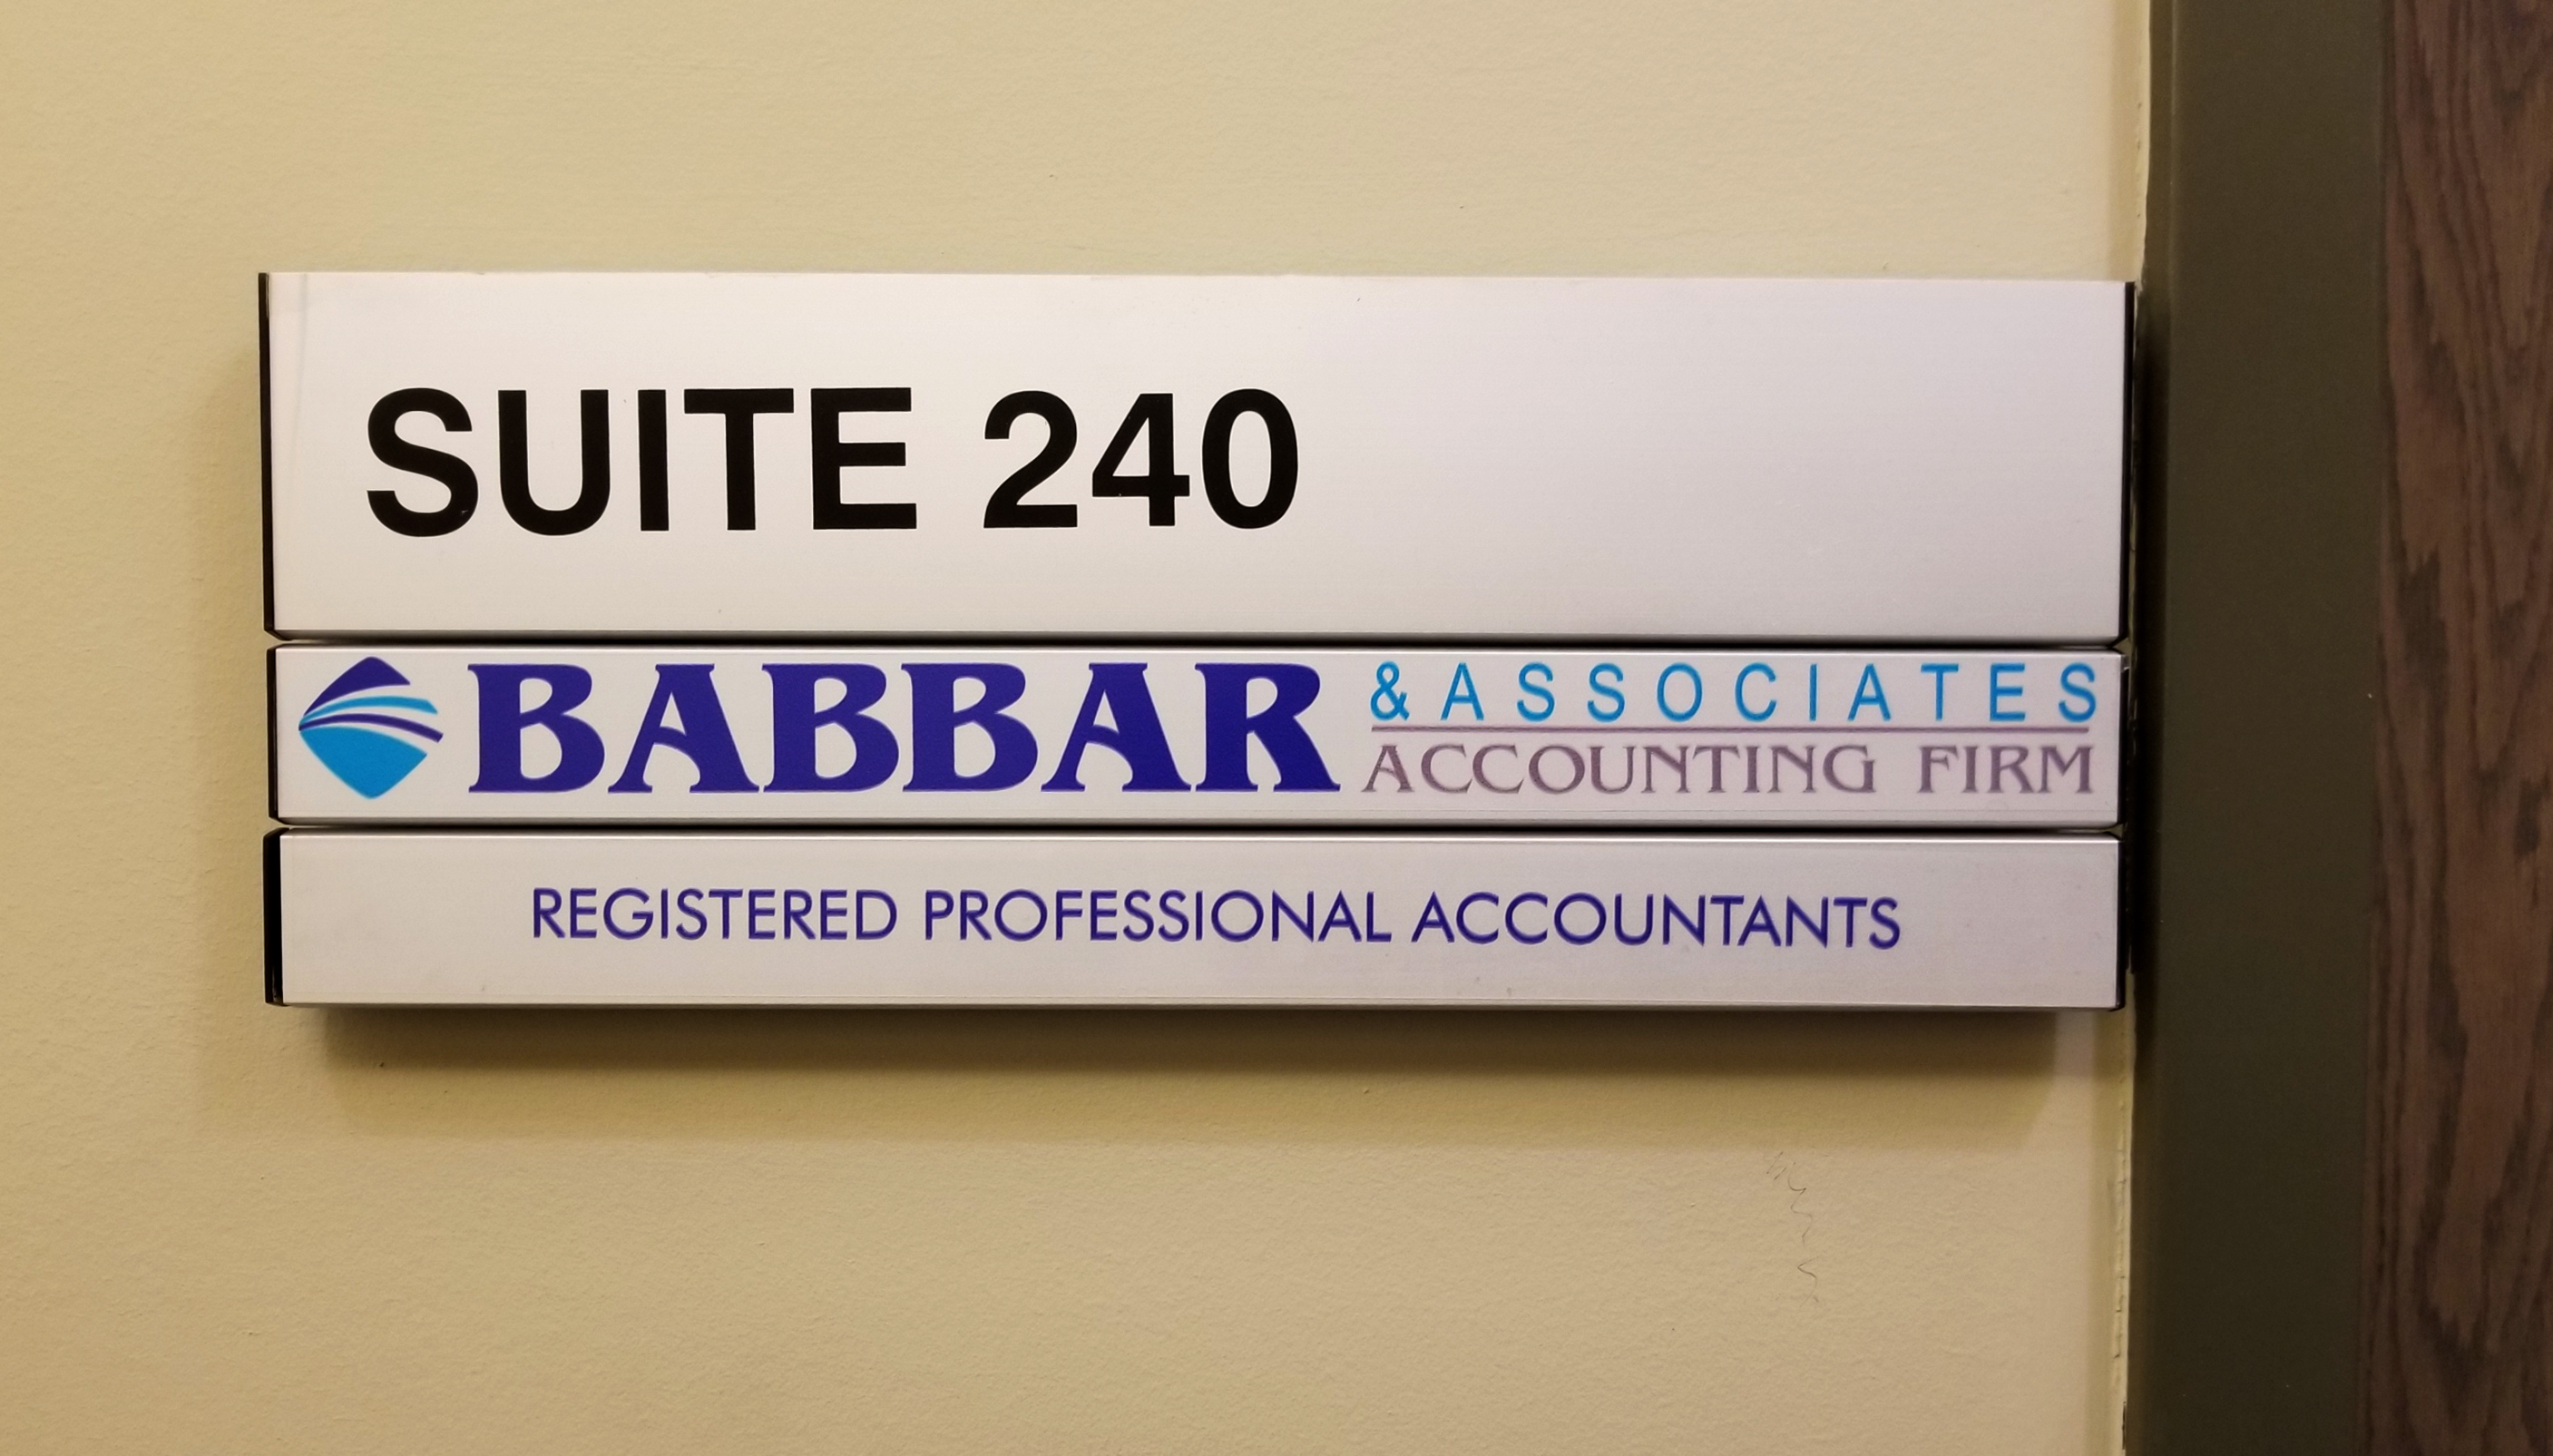 SUITE 240
BABBAR & ASSOCIATES
ACCOUNTING FIRM
REGISTERED PROFESSIONAL ACCOUNTANTS